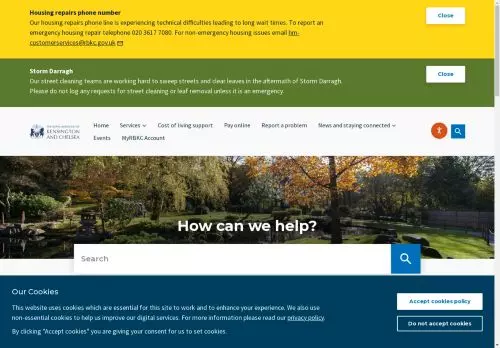 Housing repairs phone number
Our housing repairs phone line is experiencing technical difficulties leading to long wait times. To report an
emergency housing repair telephone 020 3617 7080. For non-emergency housing issues email hm-
customerservices@rbkc.gov.uk
Close
Storm Darragh
Our street cleaning teams are working hard to sweep streets and clear leaves in the aftermath of Storm Darragh.
Please do not log any requests for street cleaning or leaf removal unless it is an emergency.
Close
THE ROYAL BOROUGH OF
KENSINGTON
AND CHELSEA
Home Services Cost of living support Pay online Report a problem News and staying connected
Events MyRBKC Account
How can we help?
Search
Our Cookies
This website uses cookies which are essential for this site to work and to enhance your experience. We also use
non-essential cookies to help us improve our digital services. For more information please read our privacy policy.
By clicking "Accept cookies" you are giving your consent for us to set cookies.
Accept cookies policy
Do not accept cookies